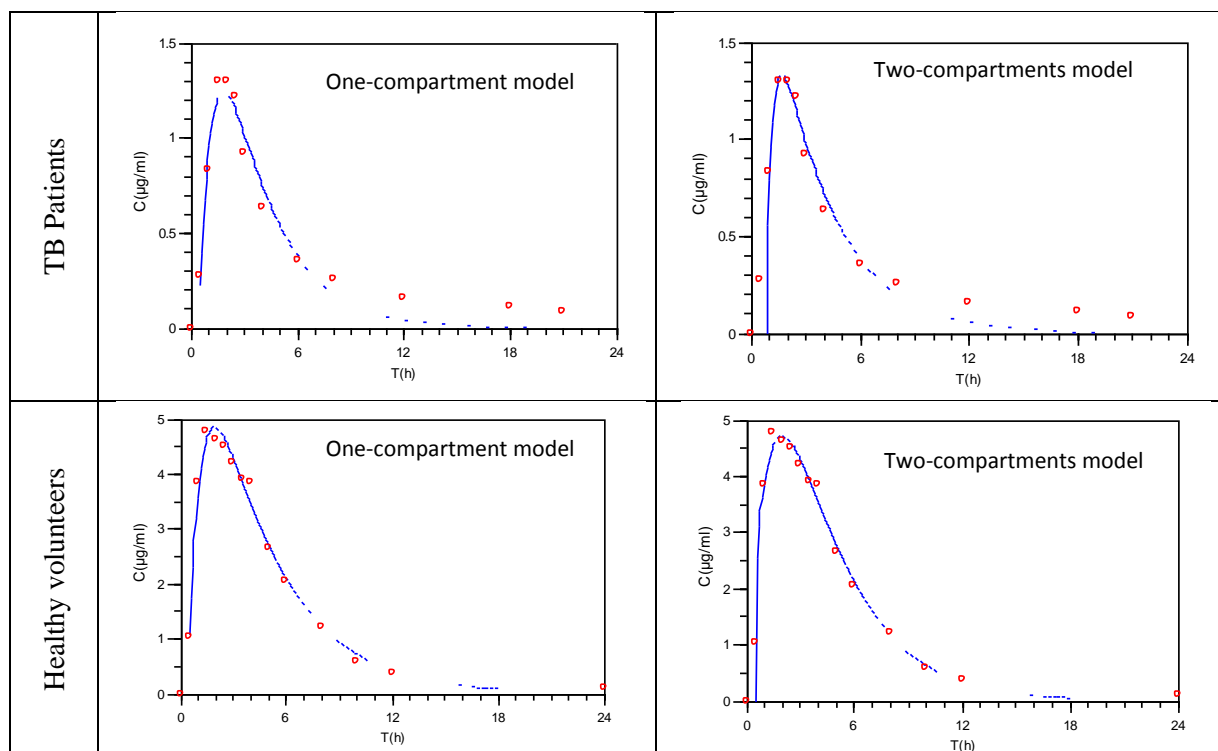 TB Patients
One-compartment model
C(µg/ml)
1.5
1
0.5
0
0 6 12 18 24
T(h)
Two-compartments model
C(µg/ml)
1.5
1
0.5
0
0 6 12 18 24
T(h)
Healthy volunteers
One-compartment model
C(µg/ml)
5
4
3
2
1
0
0 6 12 18 24
T(h)
Two-compartments model
C(µg/ml)
5
4
3
2
1
0
0 6 12 18 24
T(h)